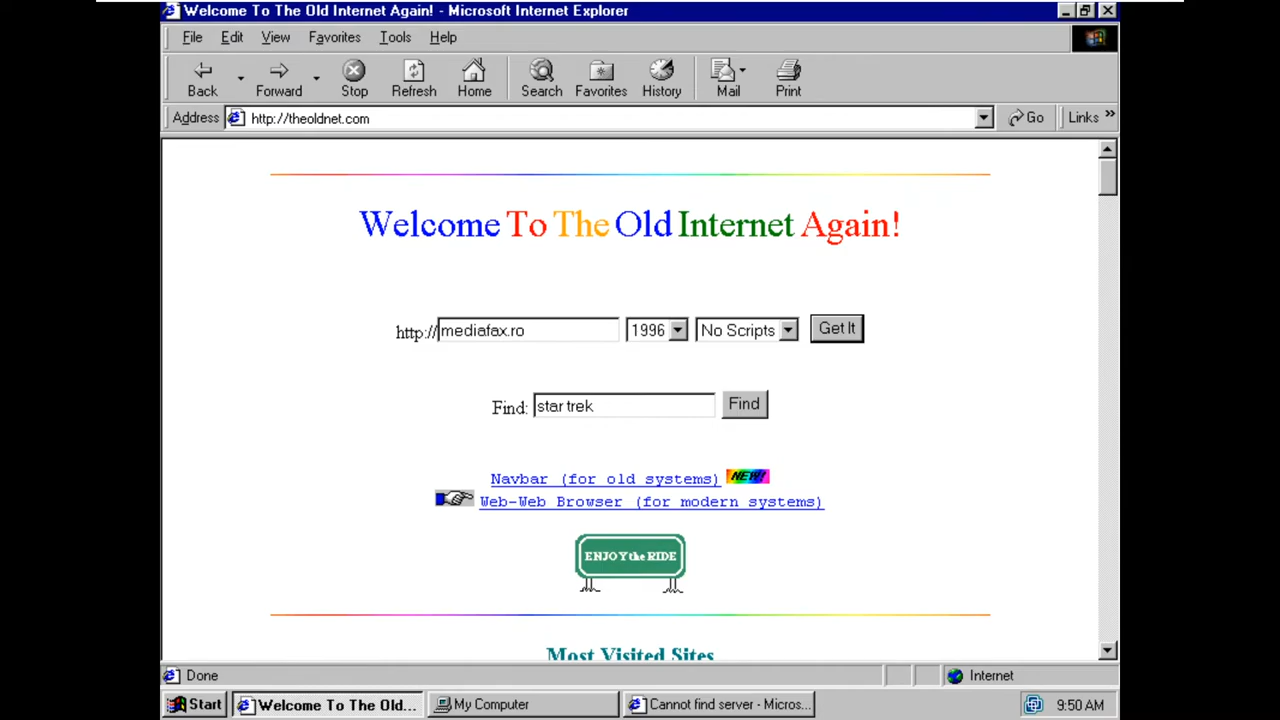 Welcome To The Old Internet Again! - Microsoft Internet Explorer
File Edit View Favorites Tools Help
Back Forward Stop Refresh Home Search Favorites History Mail Print
Address http://theoldnet.com Go Links »
Welcome To The Old Internet Again!
http:// mediafax.ro 1996 No Scripts Get It
Find: star trek Find
Navbar (for old systems) NEW!
Web-Web Browser (for modern systems)
ENJOY the RIDE
Most Visited Sites
Done Internet
Start Welcome To The Old... My Computer Cannot find server - Micros... 9:50 AM